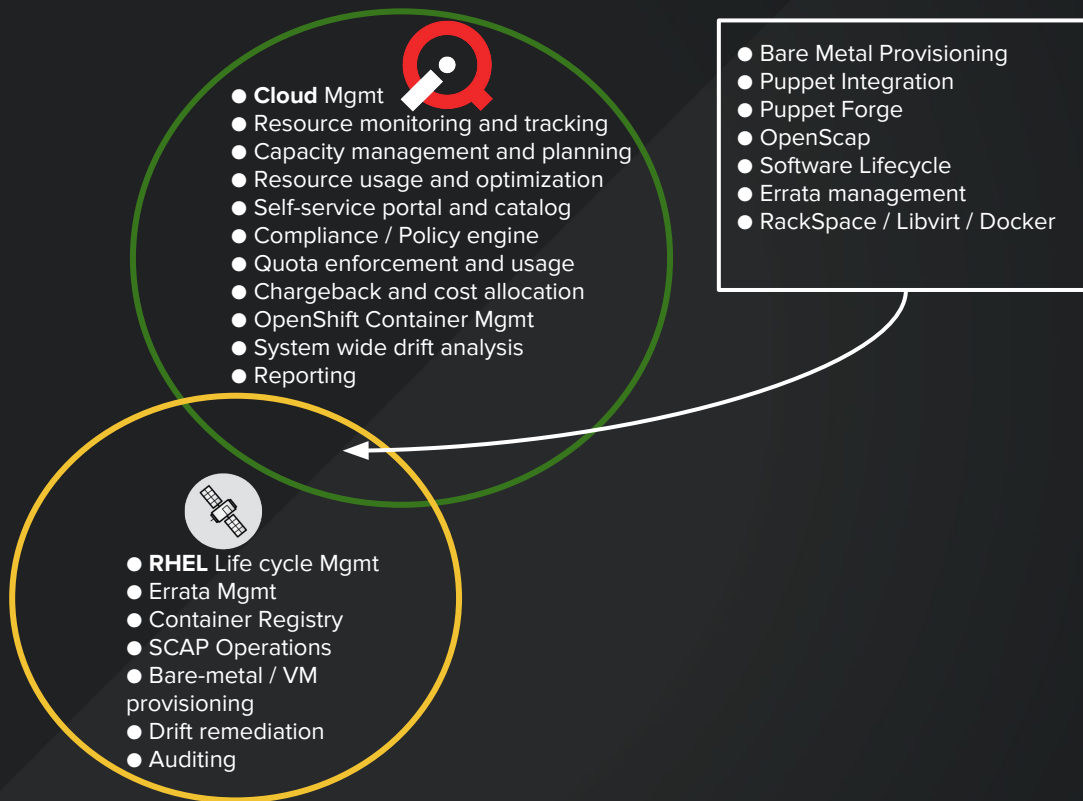 ● Cloud Mgmt
● Resource monitoring and tracking
● Capacity management and planning
● Resource usage and optimization
● Self-service portal and catalog
● Compliance / Policy engine
● Quota enforcement and usage
● Chargeback and cost allocation
● OpenShift Container Mgmt
● System wide drift analysis
● Reporting
● Bare Metal Provisioning
● Puppet Integration
● Puppet Forge
● OpenScap
● Software Lifecycle
● Errata management
● RackSpace / Libvirt / Docker
● RHEL Life cycle Mgmt
● Errata Mgmt
● Container Registry
● SCAP Operations
● Bare-metal / VM
provisioning
● Drift remediation
● Auditing